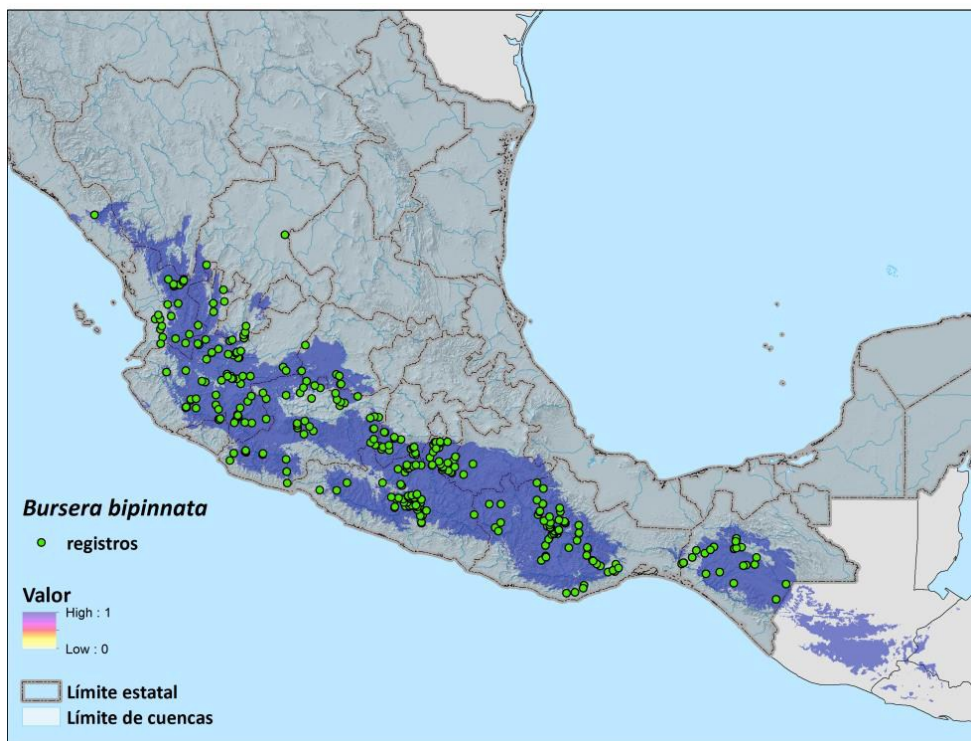 Bursera bipinnata
registros
Valor
High : 1
Low : 0
Límite estatal
Límite de cuencas